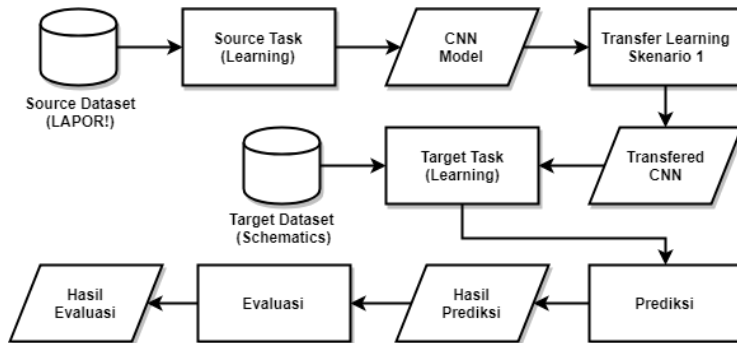 Source Task
(Learning)
CNN
Model
Transfer Learning
Skenario 1
Source Dataset
(LAPOR!)
Target Task
(Learning)
Transfered
CNN
Target Dataset
(Schematics)
Hasil
Evaluasi
Evaluasi
Hasil
Prediksi
Prediksi